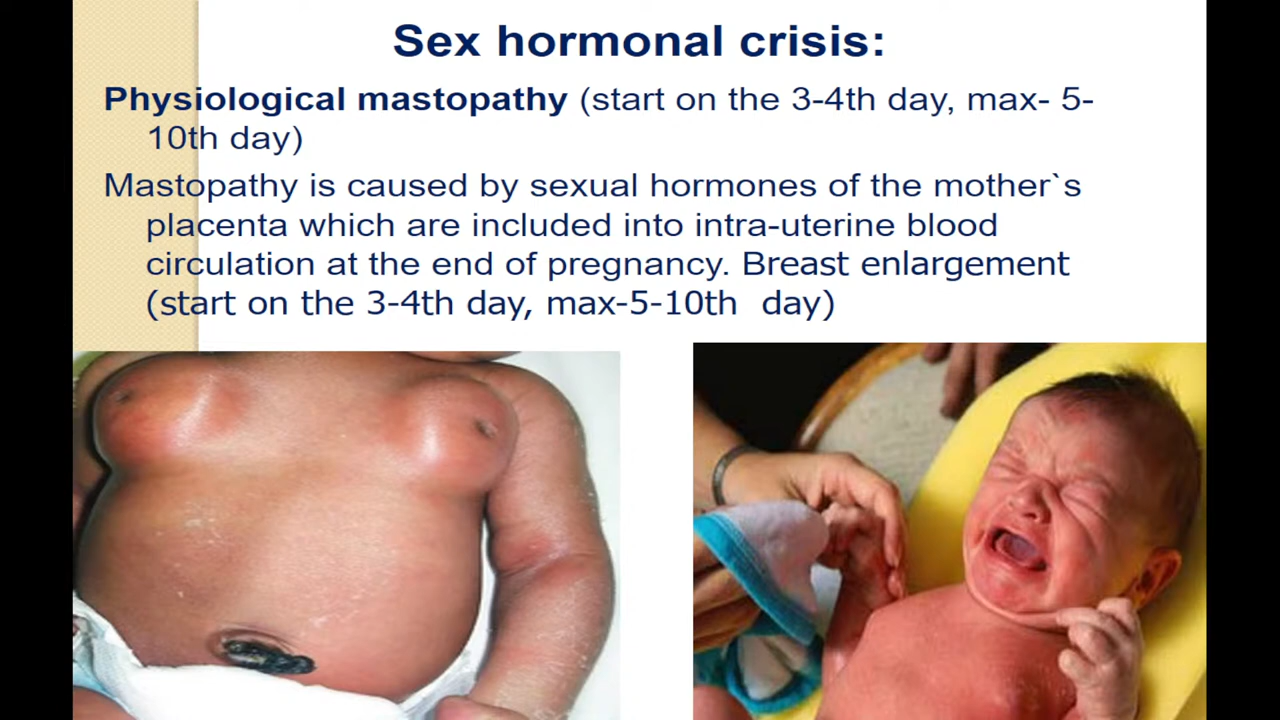 Sex hormonal crisis:
Physiological mastopathy (start on the 3-4th day, max- 5-
10th day)
Mastopathy is caused by sexual hormones of the mother`s
placenta which are included into intra-uterine blood
circulation at the end of pregnancy. Breast enlargement
(start on the 3-4th day, max-5-10th  day)